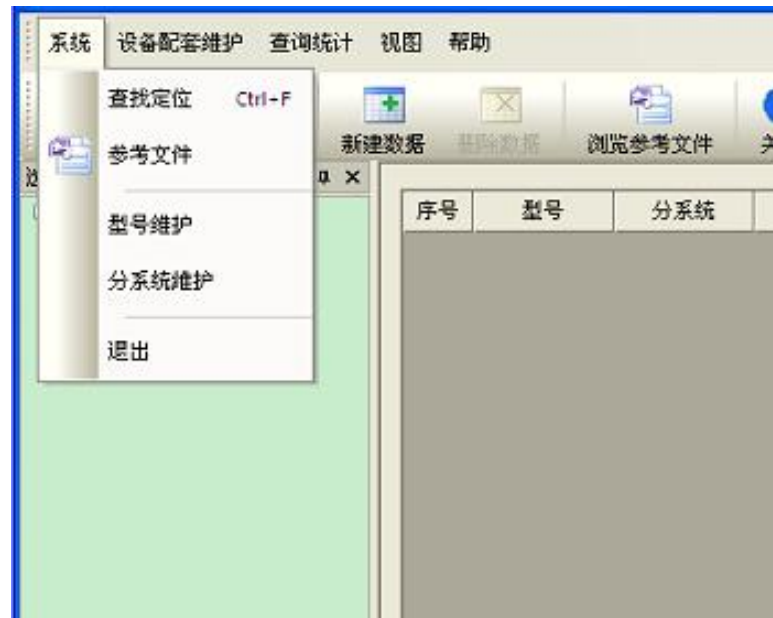 系统 设备配套维护 查询统计 视图 帮助
查找定位 Ctrl-F
参考文件
型号维护
分系统维护
退出
新建数据 删除数据 浏览参考文件
序号 型号 分系统